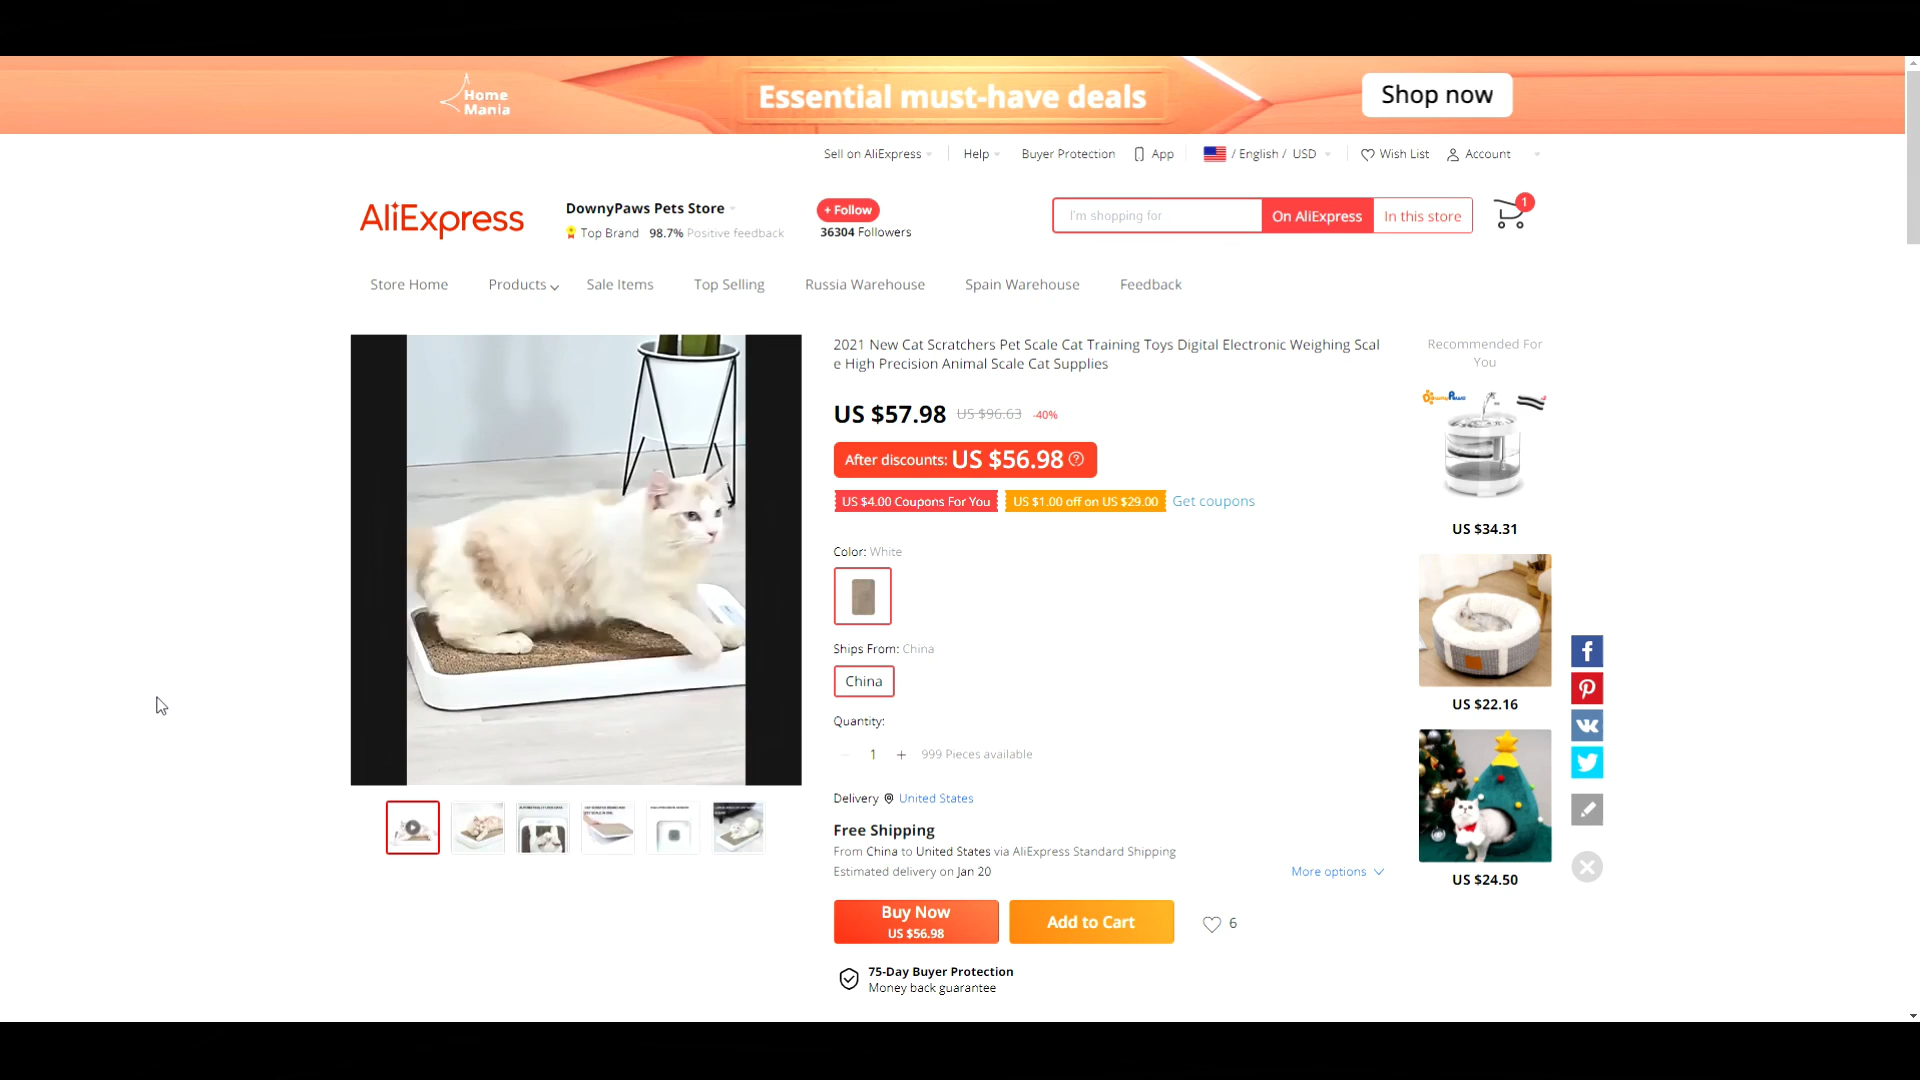 Home
Mania
Essential must-have deals
Shop now
Sell on AliExpress
Help
Buyer Protection
App
/ English / USD
Wish List
Account
AliExpress
DownyPaws Pets Store
Top Brand 98.7% Positive feedback
+ Follow
36304 Followers
I'm shopping for
On AliExpress
In this store
1
Store Home
Products
Sale Items
Top Selling
Russia Warehouse
Spain Warehouse
Feedback
2021 New Cat Scratchers Pet Scale Cat Training Toys Digital Electronic Weighing Scal
e High Precision Animal Scale Cat Supplies
US $57.98 US $96.63 -40%
After discounts: US $56.98
US $4.00 Coupons For You
US $1.00 off on US $29.00
Get coupons
Color: White
Ships From: China
China
Quantity:
1 + 999 Pieces available
Delivery United States
Free Shipping
From China to United States via AliExpress Standard Shipping
Estimated delivery on Jan 20
More options
Buy Now
US $56.98
Add to Cart
6
75-Day Buyer Protection
Money back guarantee
Recommended For
You
US $34.31
US $22.16
US $24.50